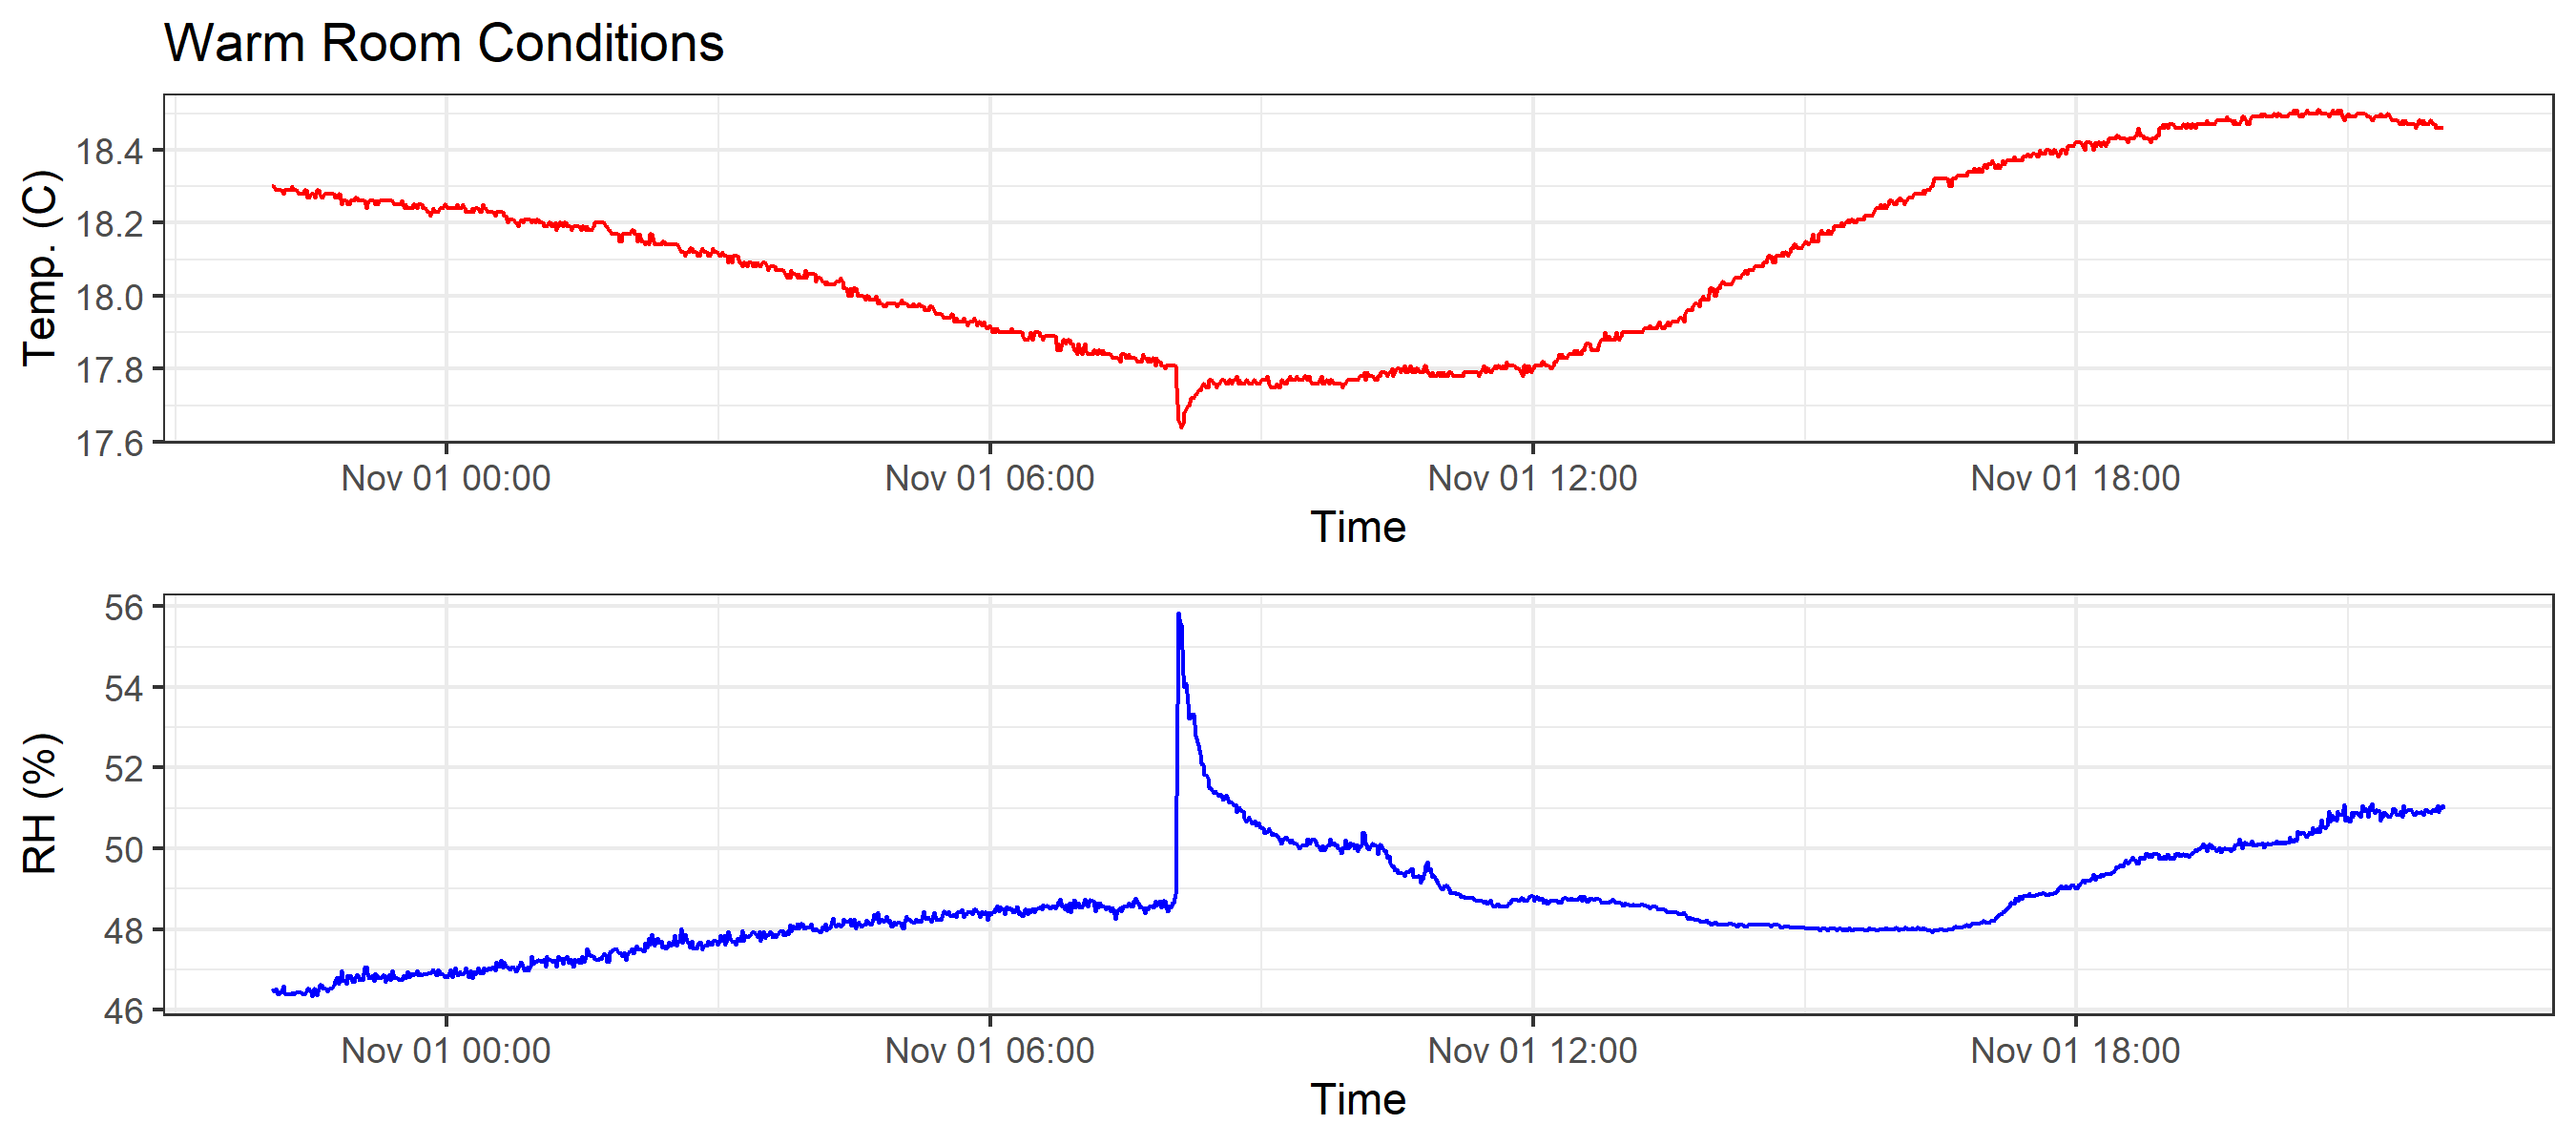 Warm Room Conditions
Temp. (C)
18.4
18.2
18.0
17.8
17.6
Nov 01 00:00 Nov 01 06:00 Nov 01 12:00 Nov 01 18:00
Time
RH (%)
56
54
52
50
48
46
Nov 01 00:00 Nov 01 06:00 Nov 01 12:00 Nov 01 18:00
Time